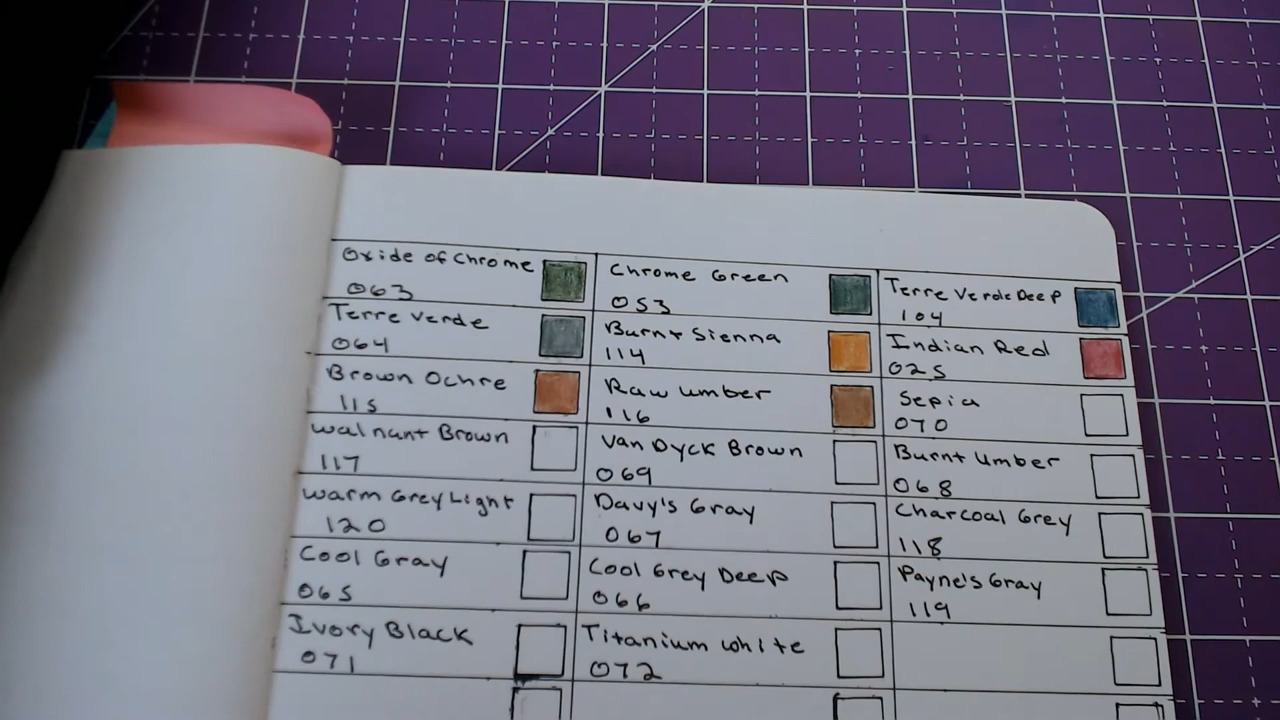 Oxide of Chrome
063
Chrome Green
053
Terre Verde Deep
104
Terre Verde
064
Burnt Sienna
114
Indian Red
025
Brown Ochre
115
Raw umber
116
Sepia
070
Walnant Brown
117
Van Dyck Brown
069
Burnt Umber
068
Warm Grey Light
120
Davy's Gray
067
Charcoal Grey
118
Cool Gray
065
Cool Grey Deep
066
Payne's Gray
119
Ivory Black
071
Titanium white
072